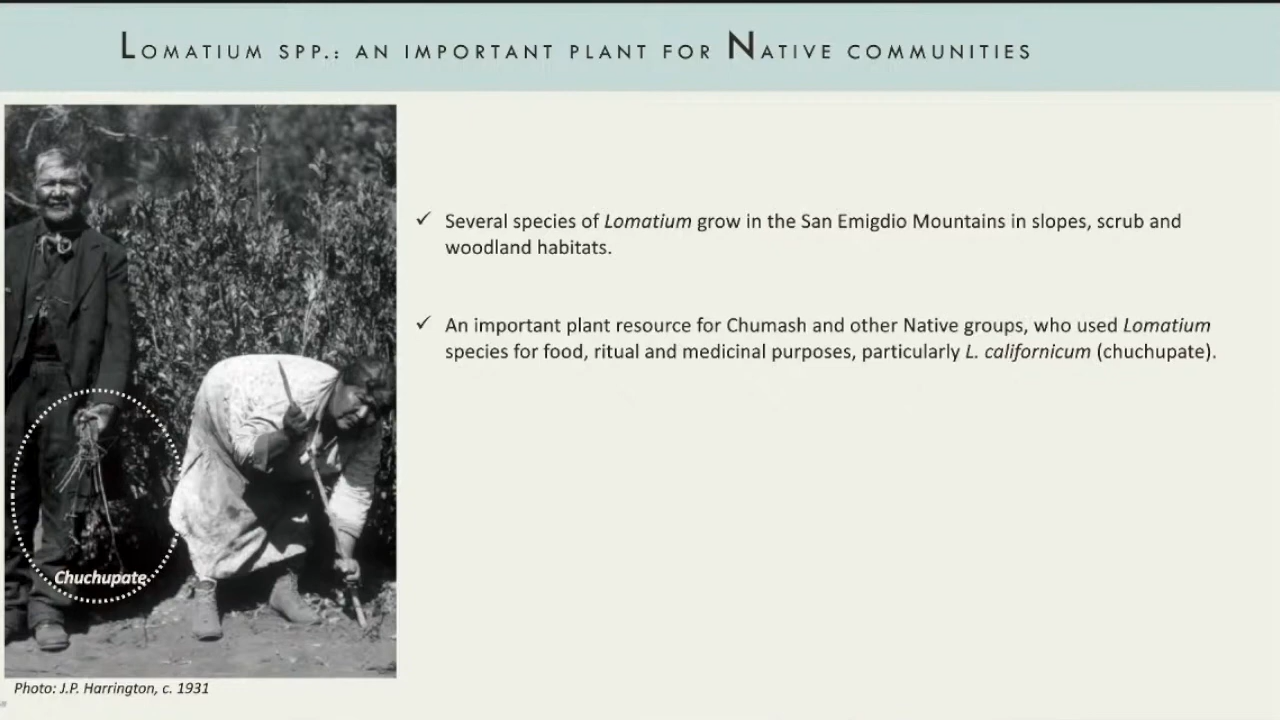 Lomatium spp.: an important plant for Native communities
✓ Several species of Lomatium grow in the San Emigdio Mountains in slopes, scrub and
woodland habitats.
✓ An important plant resource for Chumash and other Native groups, who used Lomatium
species for food, ritual and medicinal purposes, particularly L. californicum (chuchupate).
Chuchupate
Photo: J.P. Harrington, c. 1931